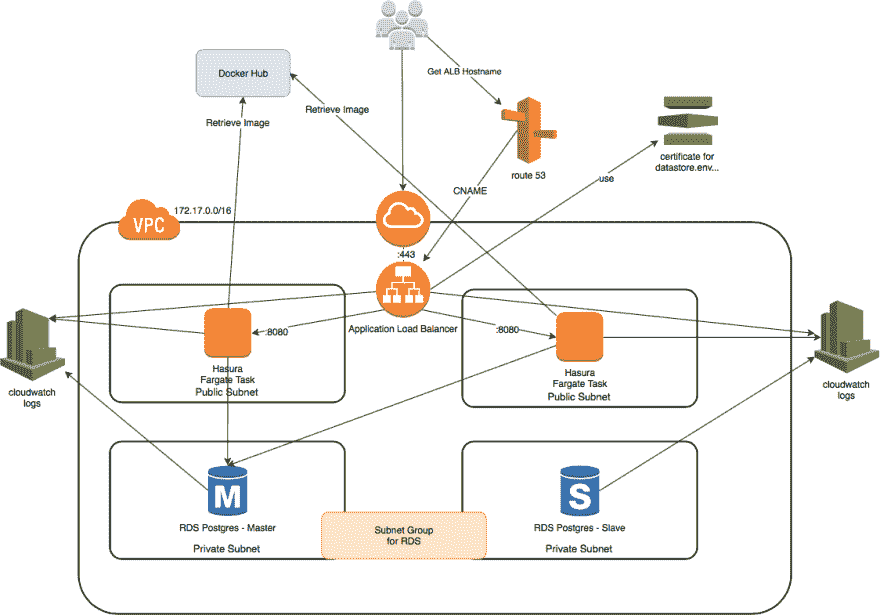 Get ALB Hostname
Docker Hub
Retrieve Image
Retrieve Image
certificate for
datastore.env...
route 53
use
CNAME
VPC
172.17.0.0/16
:443
Application Load Balancer
:8080
:8080
Hasura
Fargate Task
Public Subnet
Hasura
Fargate Task
Public Subnet
cloudwatch
logs
cloudwatch
logs
M
RDS Postgres - Master
Private Subnet
S
RDS Postgres - Slave
Private Subnet
Subnet Group
for RDS